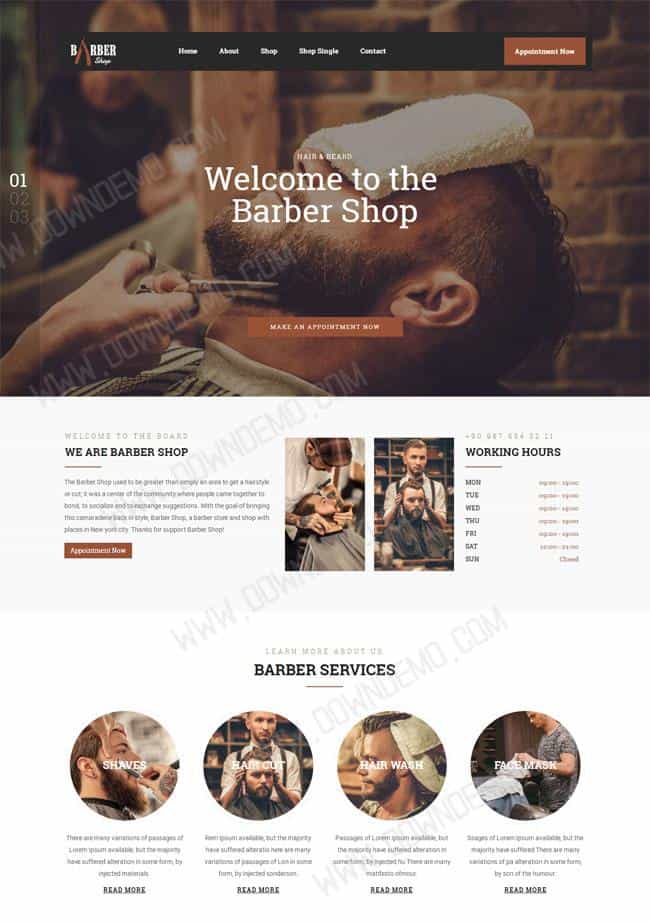 BARBER
Shop
Home About Shop Shop Single Contact
Appointment Now
HAIR & BEARD
Welcome to the
Barber Shop
01
02
03
MAKE AN APPOINTMENT NOW
WELCOME TO THE BOARD
WE ARE BARBER SHOP
The Barber Shop used to be greater than simply an area to get a hairstyle
or cut; it was a center of the community where people came together to
bond, to socialize and to exchange suggestions. With the goal of bringing
this camaraderie back in style, Barber Shop, a barber store and shop with
places in New york city. Thanks for support Barber Shop!
Appointment Now
+90 987 654 32 21
WORKING HOURS
MON 09:00 - 19:00
TUE 09:00 - 19:00
WED 09:00 - 19:00
THU 09:00 - 19:00
FRI 09:00 - 19:00
SAT 10:00 - 21:00
SUN Closed
LEARN MORE ABOUT US
BARBER SERVICES
SHAVES
HAIR CUT
HAIR WASH
FACE MASK
There are many variations of passages of
Lorem Ipsum available, but the majority
have suffered alteration in some form, by
injected materials.
READ MORE
Rem Ipsum available, but the majority
have suffered alteratio here are many
variations of passages of Lon in some
form, by injected sonderson.
READ MORE
Passages of Lorem Ipsum available, but
the majority have suffered alteration in
some form, by injected hu There are many
matifastis ofmour.
READ MORE
Ssages of Lorem Ipsum available, but the
majority have suffered There are many
variations of pa alteration in some form,
by son of the humour.
READ MORE
WWW.DOWNDEMO.COM
WWW.DOWNDEMO.COM
WWW.DOWNDEMO.COM
WWW.DOWNDEMO.COM